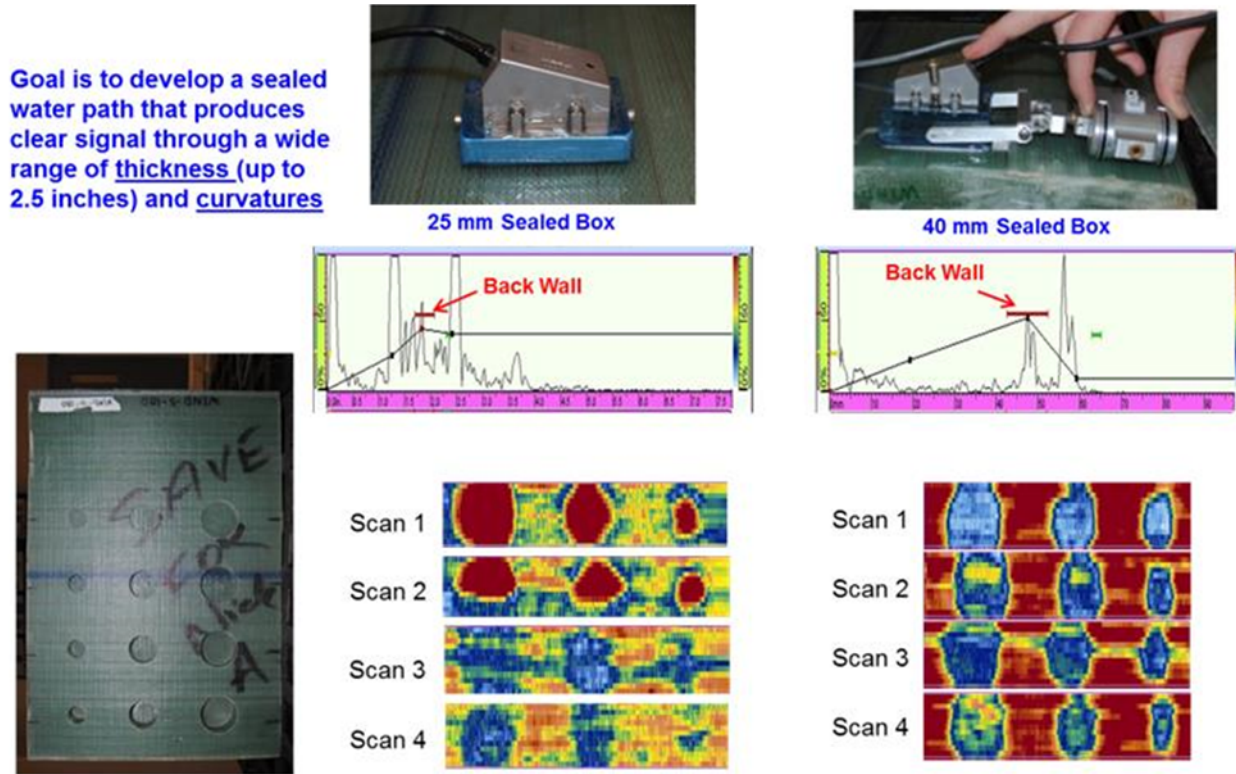 Goal is to develop a sealed
water path that produces
clear signal through a wide
range of thickness (up to
2.5 inches) and curvatures
25 mm Sealed Box
40 mm Sealed Box
Back Wall
Back Wall
SAVE
FOR
A
Scan 1
Scan 2
Scan 3
Scan 4
Scan 1
Scan 2
Scan 3
Scan 4